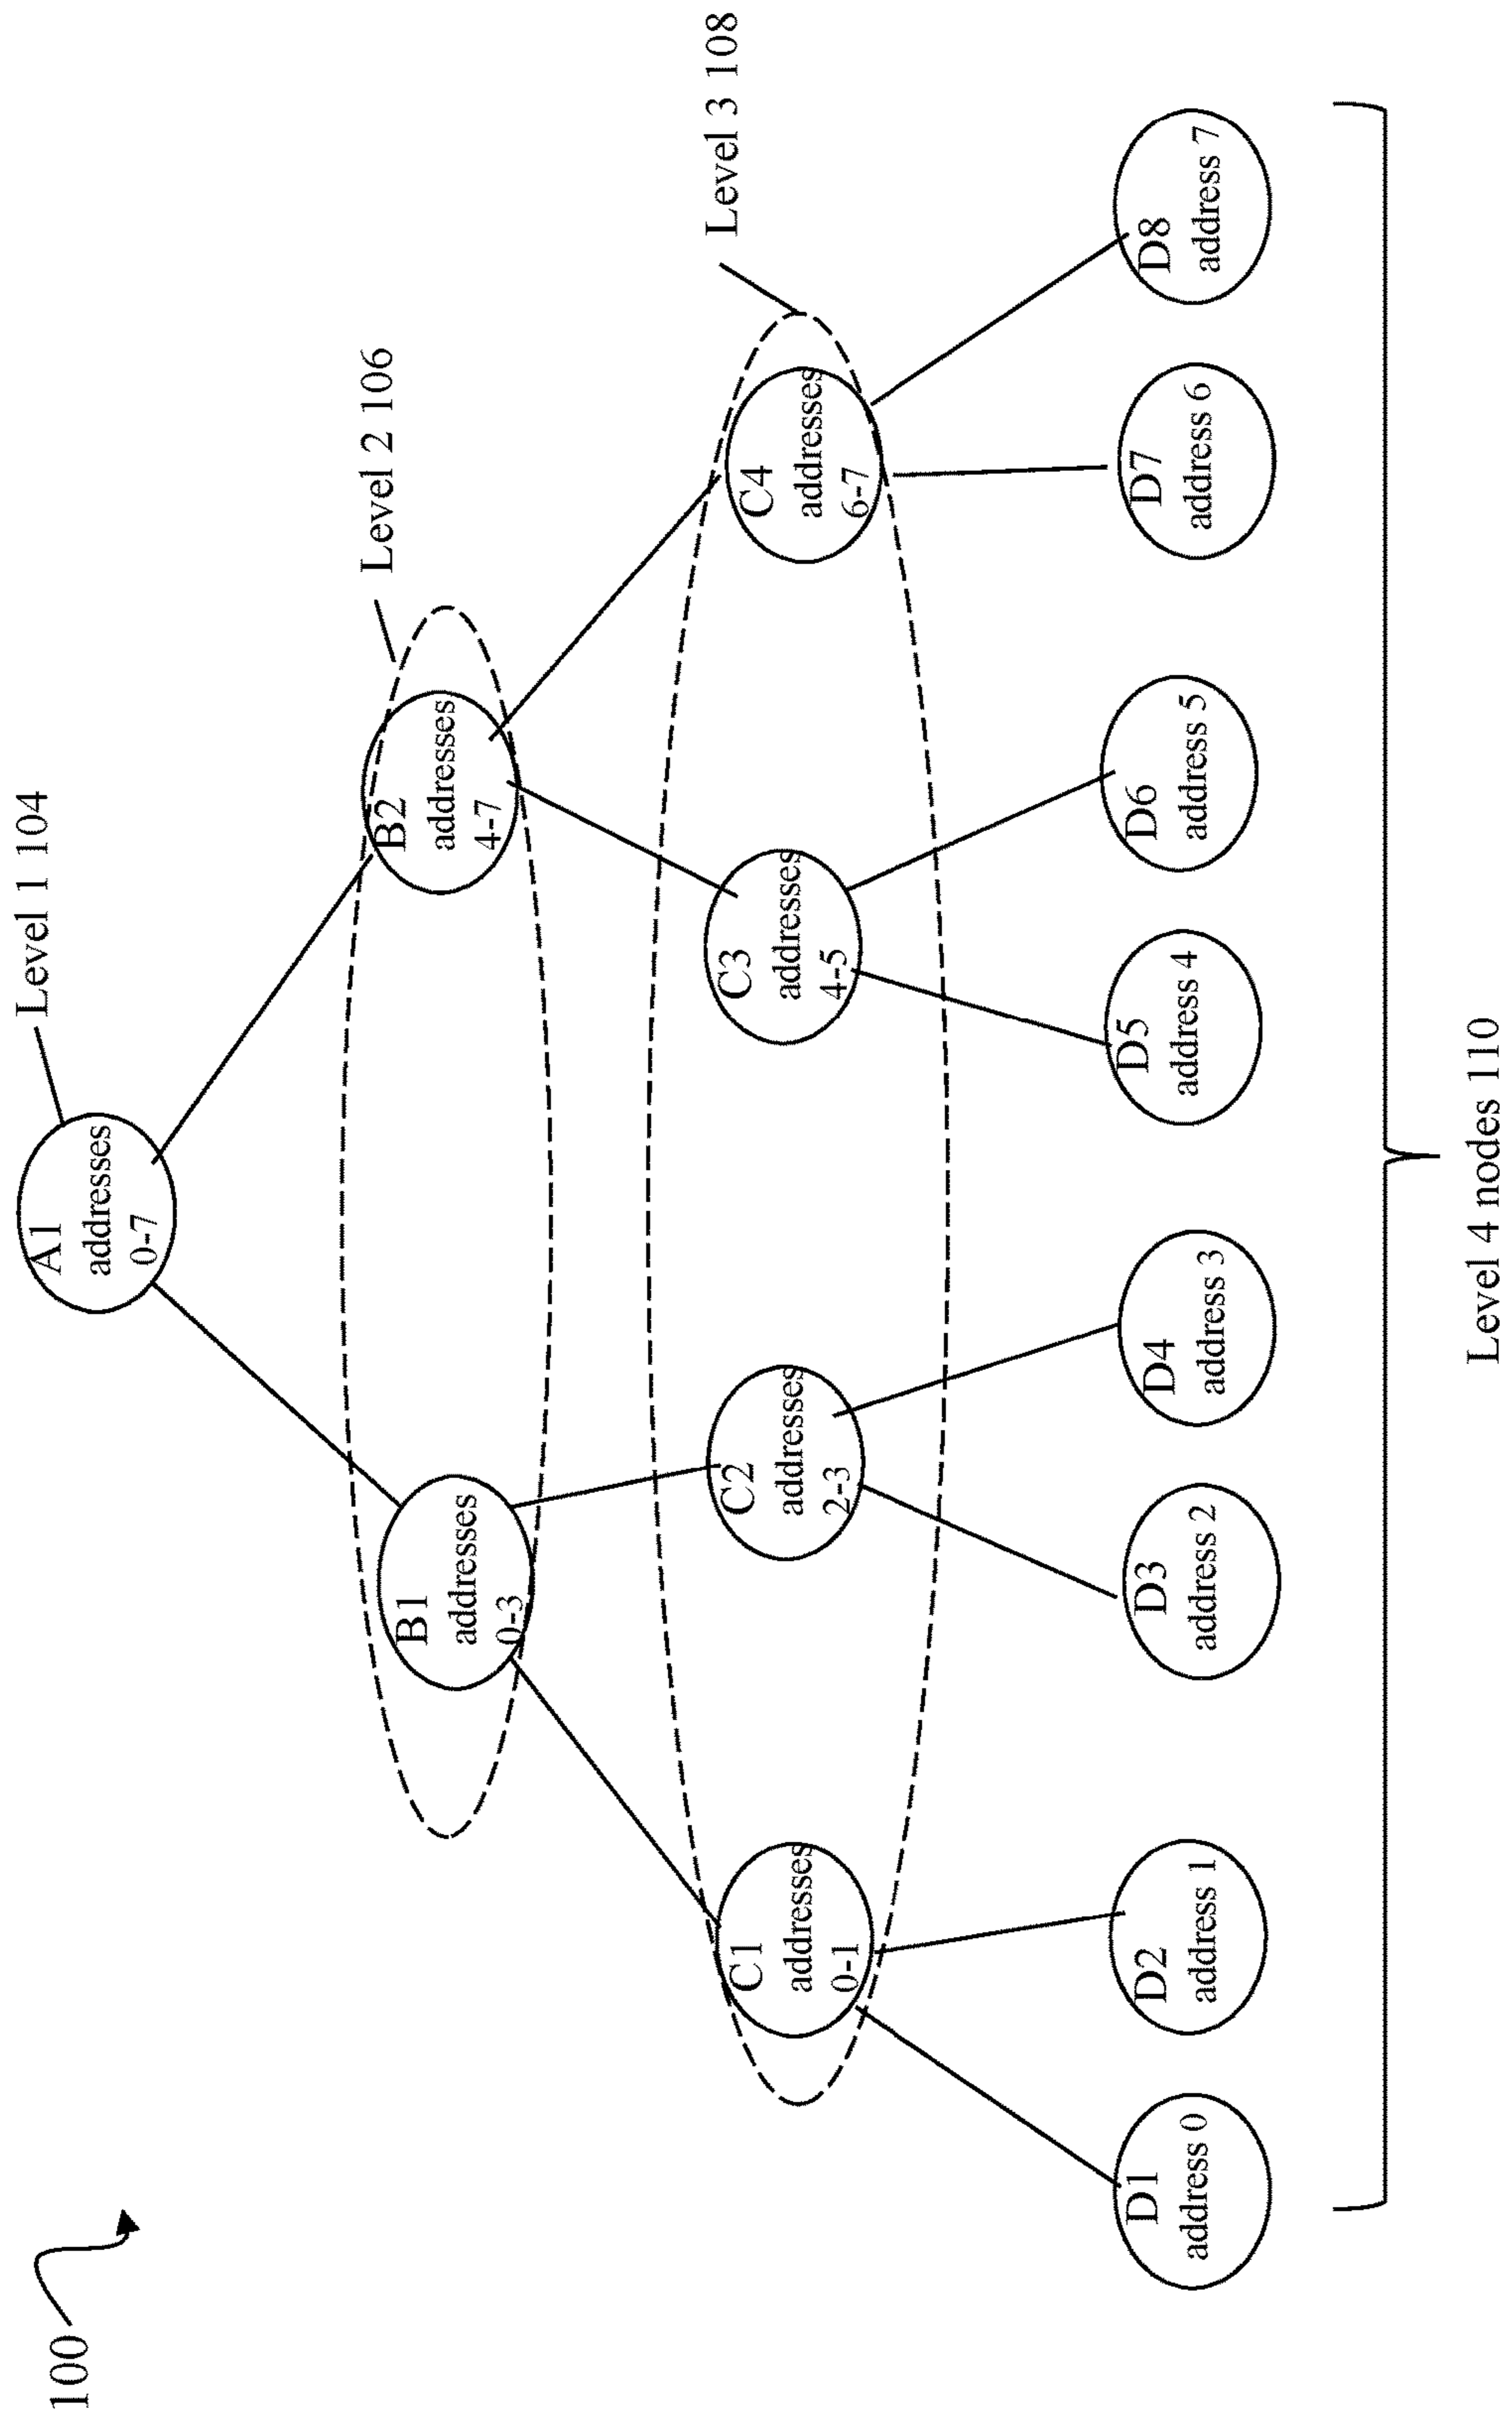 100
Level 1 104
A1
addresses
0-7
Level 2 106
B1
addresses
0-3
B2
addresses
4-7
Level 3 108
C1
addresses
0-1
C2
addresses
2-3
C3
addresses
4-5
C4
addresses
6-7
D1
address 0
D2
address 1
D3
address 2
D4
address 3
D5
address 4
D6
address 5
D7
address 6
D8
address 7
Level 4 nodes 110